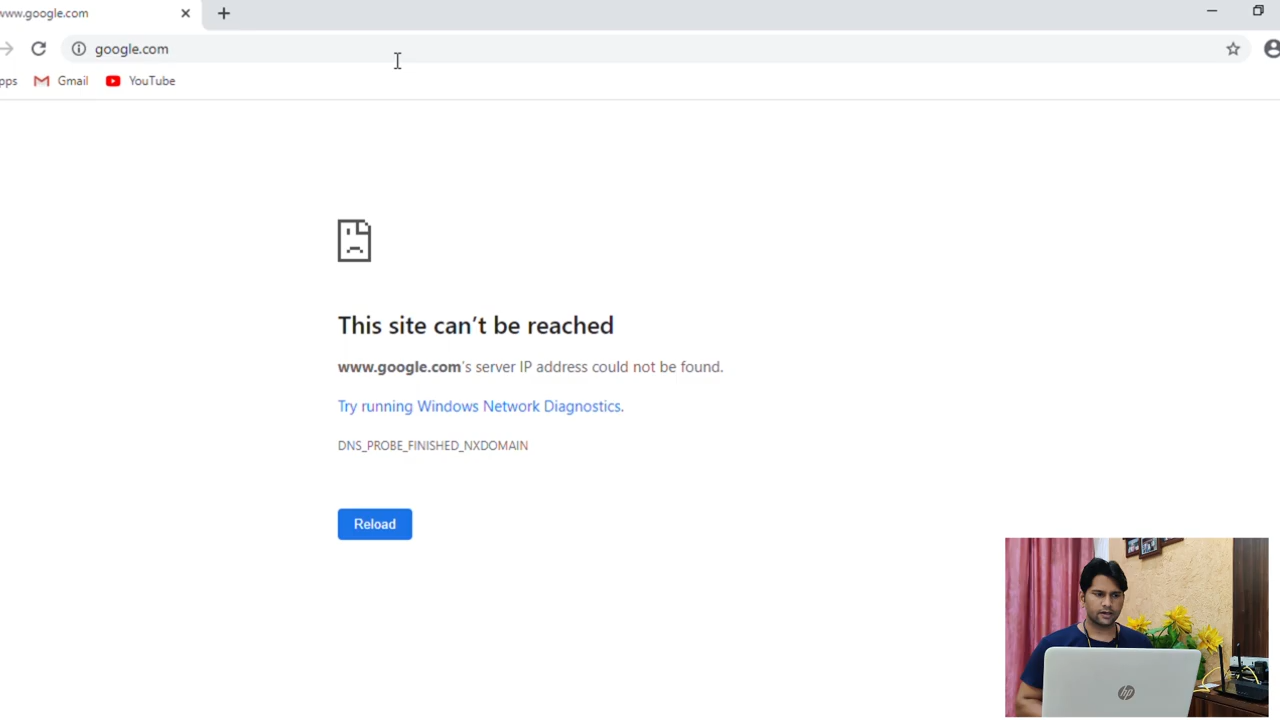 www.google.com
google.com
pps Gmail YouTube
This site can't be reached
www.google.com's server IP address could not be found.
Try running Windows Network Diagnostics.
DNS_PROBE_FINISHED_NXDOMAIN
Reload
hp